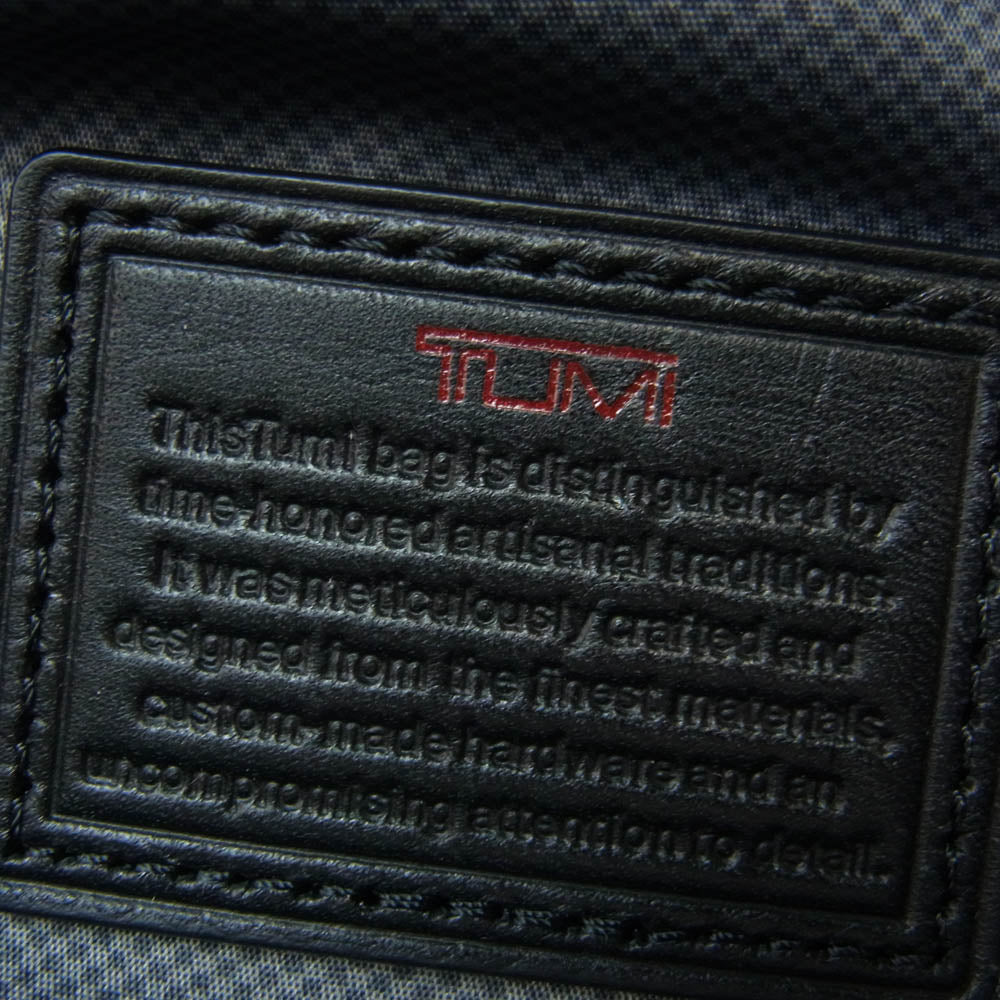 TUMI
This Tumi bag is distinguished by
time-honored artisanal traditions.
It was meticulously crafted and
designed from the finest materials,
custom-made hardware and an
uncompromising attention to detail.